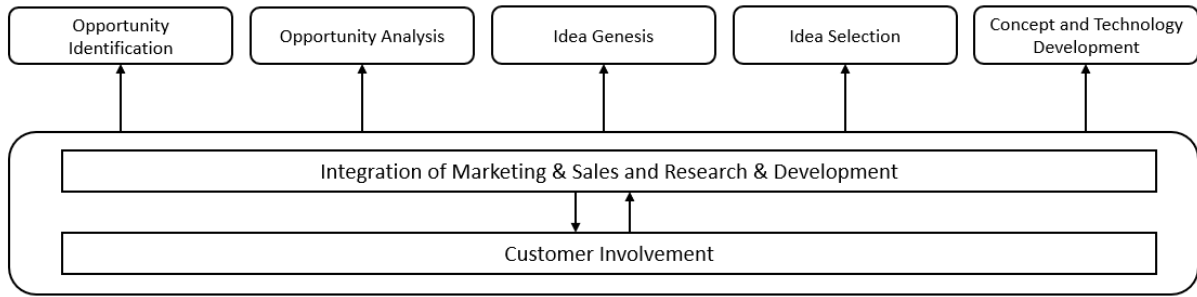 Opportunity
Identification
Opportunity Analysis
Idea Genesis
Idea Selection
Concept and Technology
Development
Integration of Marketing & Sales and Research & Development
Customer Involvement